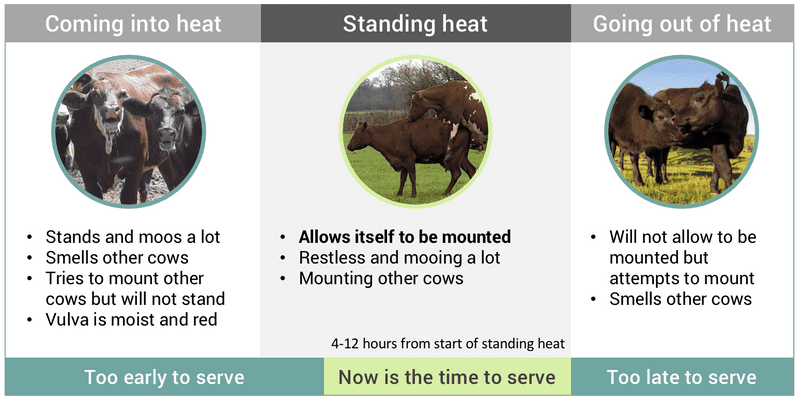 Coming into heat
Standing heat
Going out of heat
• Stands and moos a lot
• Smells other cows
• Tries to mount other
cows but will not stand
• Vulva is moist and red
• Allows itself to be mounted
• Restless and mooing a lot
• Mounting other cows
4-12 hours from start of standing heat
• Will not allow to be
mounted but
attempts to mount
• Smells other cows
Too early to serve
Now is the time to serve
Too late to serve